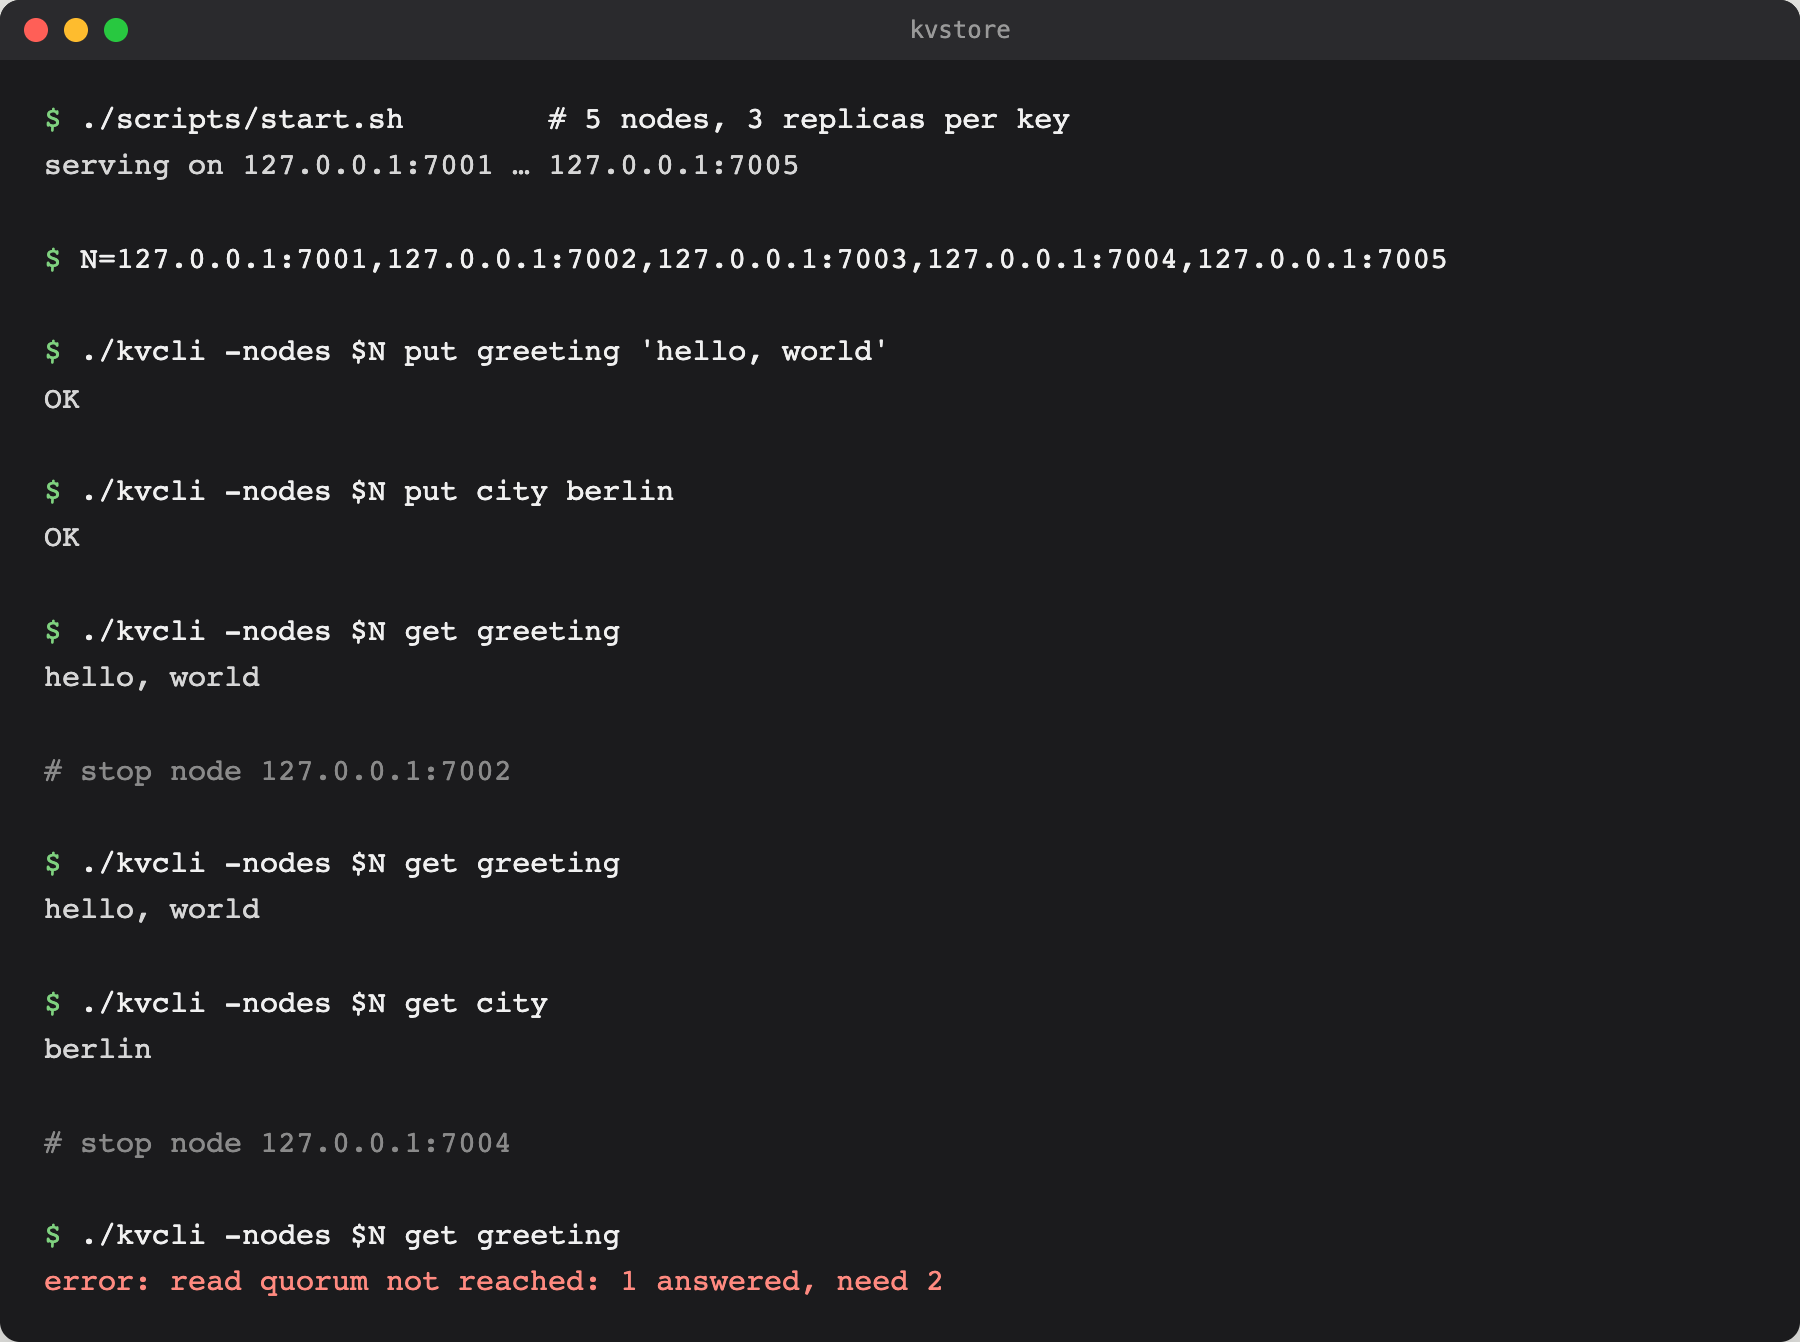 kvstore
$ ./scripts/start.sh        # 5 nodes, 3 replicas per key
serving on 127.0.0.1:7001 … 127.0.0.1:7005
$ N=127.0.0.1:7001,127.0.0.1:7002,127.0.0.1:7003,127.0.0.1:7004,127.0.0.1:7005
$ ./kvcli -nodes $N put greeting 'hello, world'
OK
$ ./kvcli -nodes $N put city berlin
OK
$ ./kvcli -nodes $N get greeting
hello, world
# stop node 127.0.0.1:7002
$ ./kvcli -nodes $N get greeting
hello, world
$ ./kvcli -nodes $N get city
berlin
# stop node 127.0.0.1:7004
$ ./kvcli -nodes $N get greeting
error: read quorum not reached: 1 answered, need 2